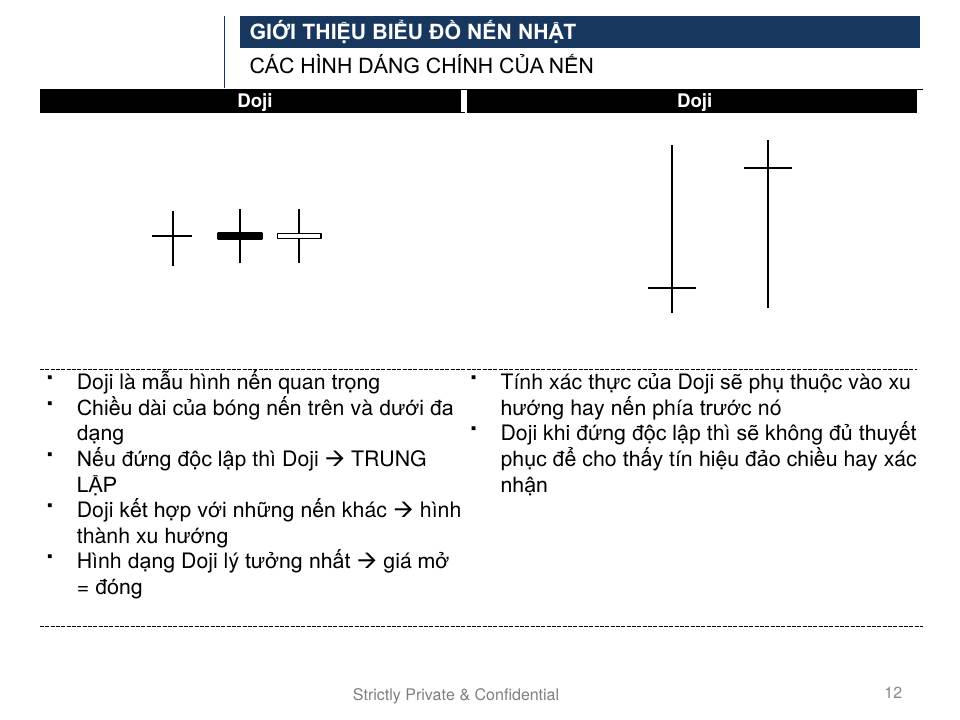 GIỚI THIỆU BIỂU ĐỒ NẾN NHẬT
CÁC HÌNH DÁNG CHÍNH CỦA NẾN
Doji
Doji
▪ Doji là mẫu hình nến quan trọng
▪ Chiều dài của bóng nến trên và dưới đa
dạng
▪ Nếu đứng độc lập thì Doji → TRUNG
LẬP
▪ Doji kết hợp với những nến khác → hình
thành xu hướng
▪ Hình dạng Doji lý tưởng nhất → giá mở
= đóng
▪ Tính xác thực của Doji sẽ phụ thuộc vào xu
hướng hay nến phía trước nó
▪ Doji khi đứng độc lập thì sẽ không đủ thuyết
phục để cho thấy tín hiệu đảo chiều hay xác
nhận
Strictly Private & Confidential
12